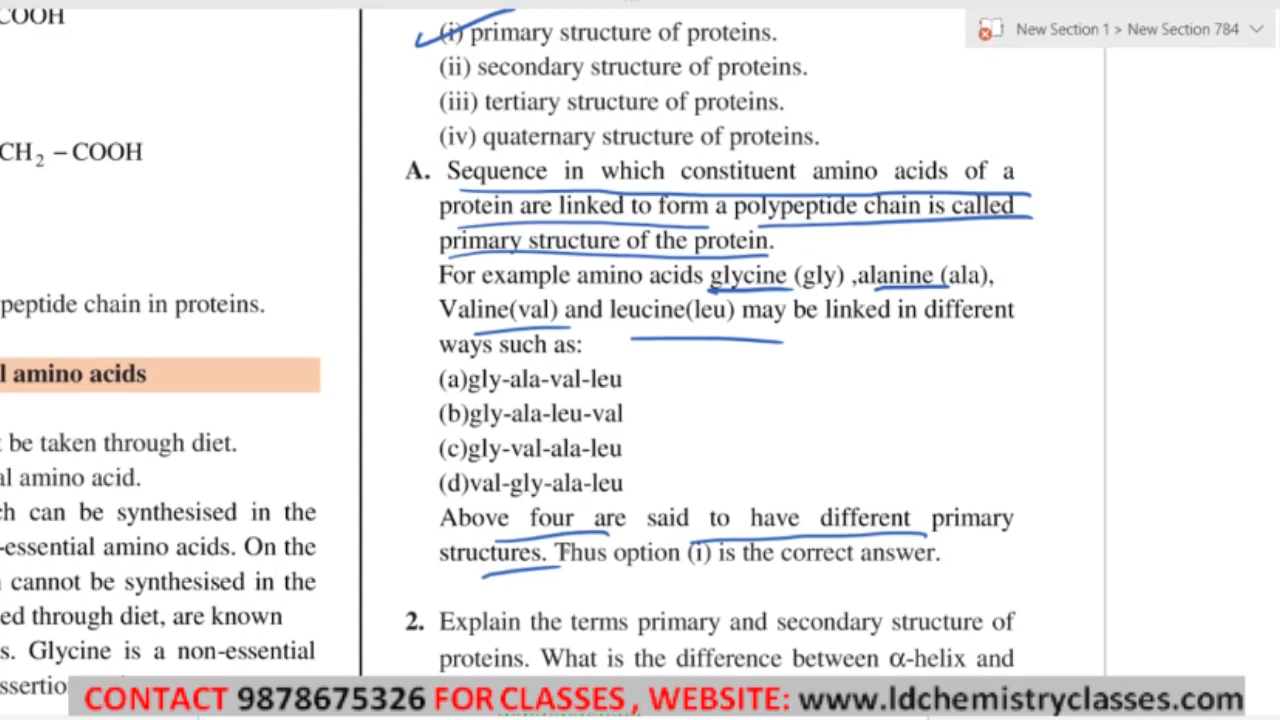 COOH
CH2 – COOH
peptide chain in proteins.
l amino acids
be taken through diet.
al amino acid.
ch can be synthesised in the
-essential amino acids. On the
cannot be synthesised in the
ed through diet, are known
s. Glycine is a non-essential
ssertio
(i) primary structure of proteins.
(ii) secondary structure of proteins.
(iii) tertiary structure of proteins.
(iv) quaternary structure of proteins.
A. Sequence in which constituent amino acids of a
protein are linked to form a polypeptide chain is called
primary structure of the protein.
For example amino acids glycine (gly) ,alanine (ala),
Valine(val) and leucine(leu) may be linked in different
ways such as:
(a)gly-ala-val-leu
(b)gly-ala-leu-val
(c)gly-val-ala-leu
(d)val-gly-ala-leu
Above four are said to have different primary
structures. Thus option (i) is the correct answer.
2. Explain the terms primary and secondary structure of
proteins. What is the difference between α-helix and
New Section 1 > New Section 784
CONTACT 9878675326 FOR CLASSES , WEBSITE: www.ldchemistryclasses.com